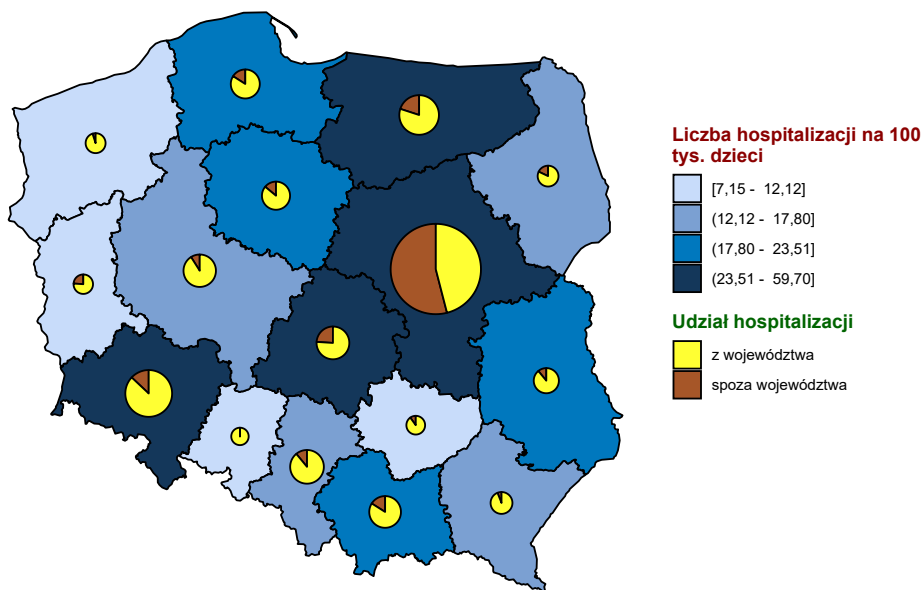 Liczba hospitalizacji na 100
tys. dzieci
[7,15 - 12,12]
(12,12 - 17,80]
(17,80 - 23,51]
(23,51 - 59,70]
Udział hospitalizacji
z województwa
spoza województwa